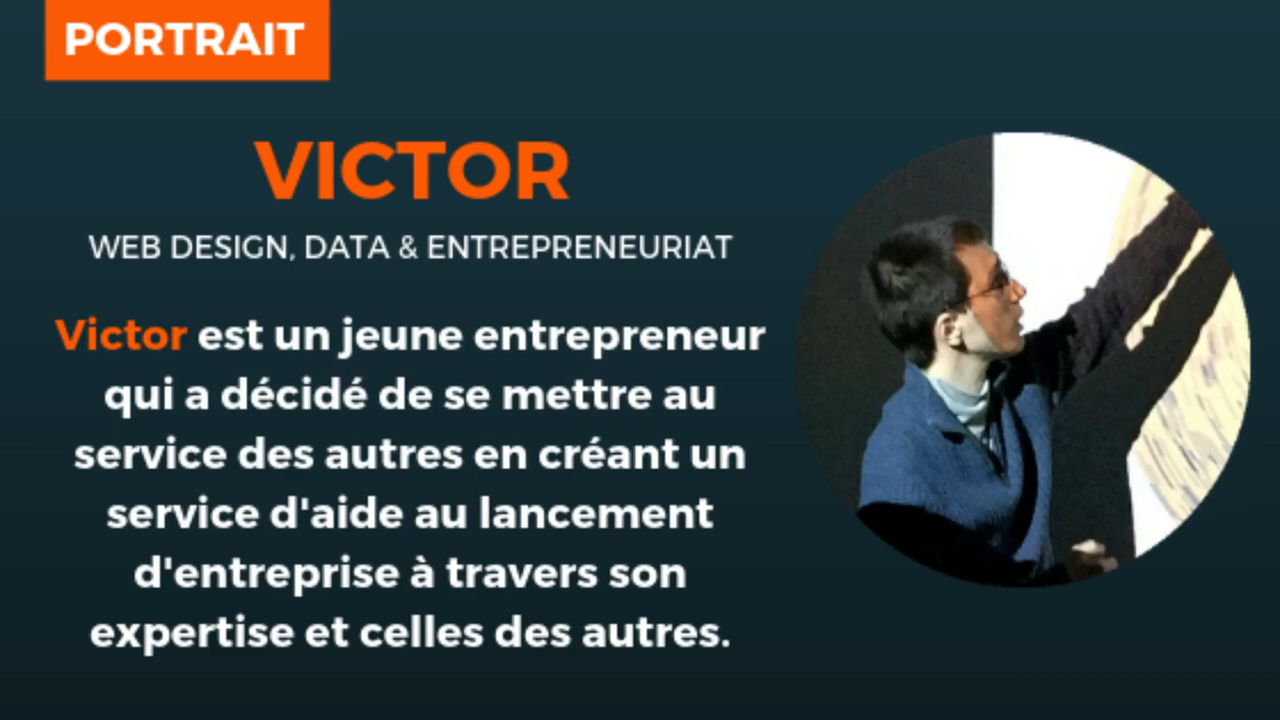 PORTRAIT
VICTOR
WEB DESIGN, DATA & ENTREPRENEURIAT
Victor est un jeune entrepreneur
qui a décidé de se mettre au
service des autres en créant un
service d'aide au lancement
d'entreprise à travers son
expertise et celles des autres.